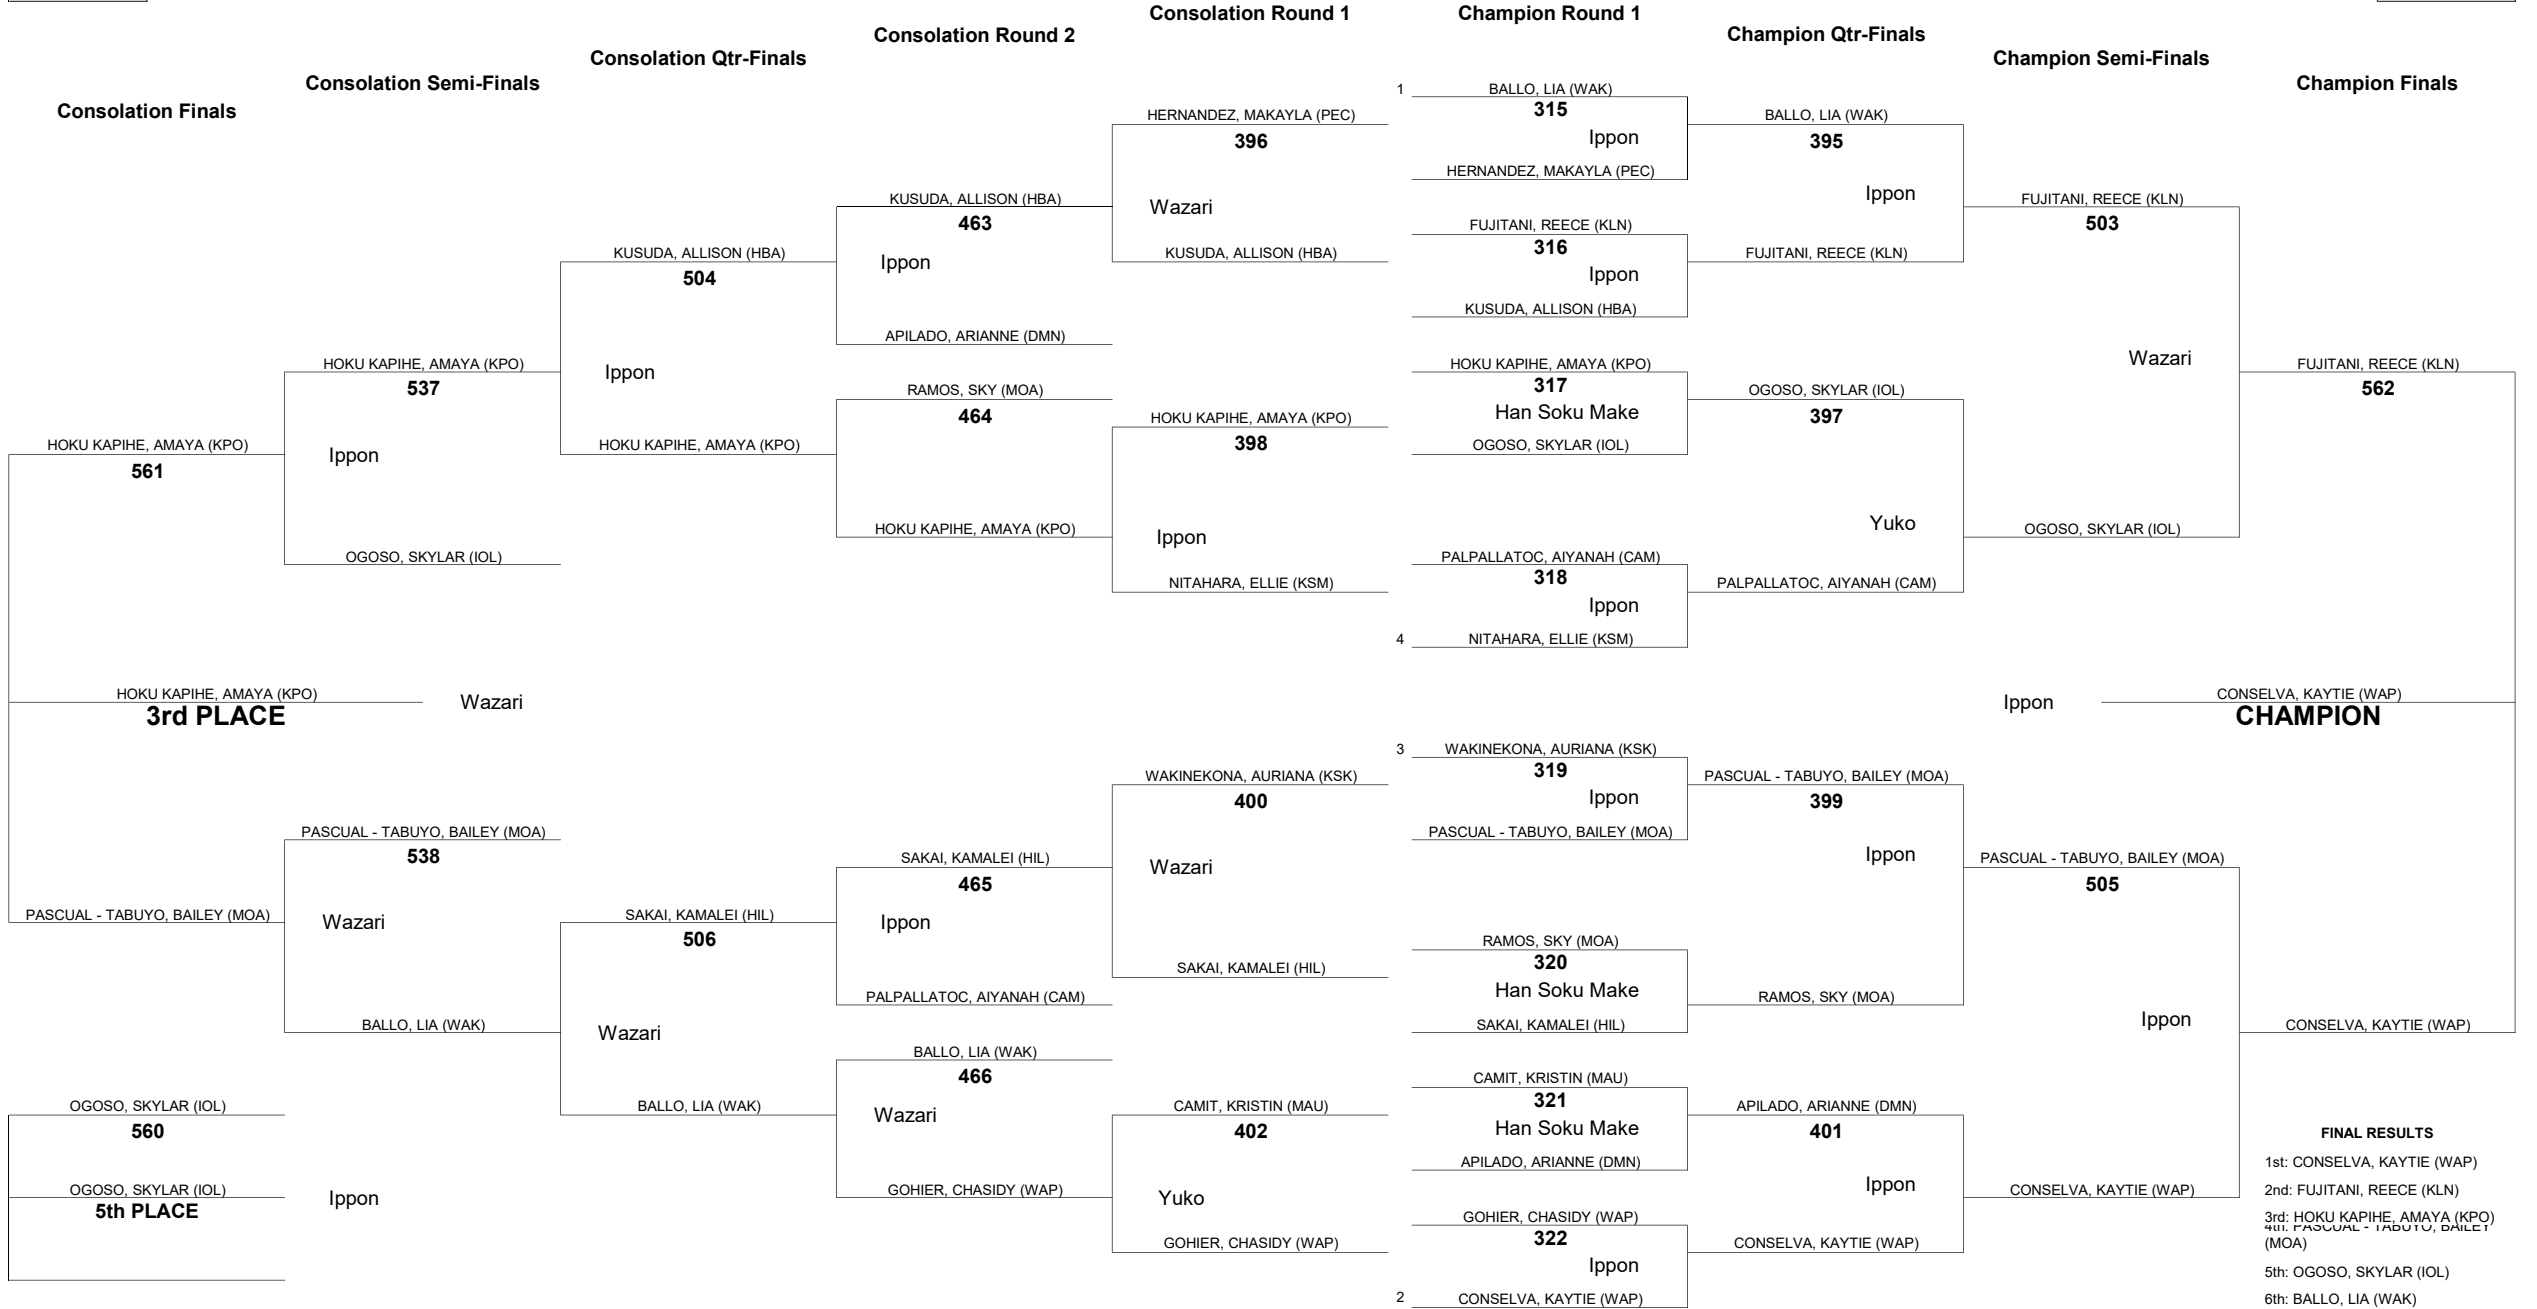 Consolation Round 1
Champion Round 1
Consolation Round 2
Champion Qtr-Finals
Consolation Qtr-Finals
Champion Semi-Finals
Consolation Semi-Finals
Champion Finals
Consolation Finals
1
BALLO, LIA (WAK)
315
Ippon
HERNANDEZ, MAKAYLA (PEC)
FUJITANI, REECE (KLN)
316
Ippon
KUSUDA, ALLISON (HBA)
HOKU KAPIHE, AMAYA (KPO)
317
Han Soku Make
OGOSO, SKYLAR (IOL)
PALPALLATOC, AIYANAH (CAM)
318
Ippon
4
NITAHARA, ELLIE (KSM)
3
WAKINEKONA, AURIANA (KSK)
319
Ippon
PASCUAL - TABUYO, BAILEY (MOA)
RAMOS, SKY (MOA)
320
Han Soku Make
SAKAI, KAMALEI (HIL)
CAMIT, KRISTIN (MAU)
321
Han Soku Make
APILADO, ARIANNE (DMN)
GOHIER, CHASIDY (WAP)
322
Ippon
2
CONSELVA, KAYTIE (WAP)
BALLO, LIA (WAK)
395
Ippon
FUJITANI, REECE (KLN)
OGOSO, SKYLAR (IOL)
397
Yuko
PALPALLATOC, AIYANAH (CAM)
PASCUAL - TABUYO, BAILEY (MOA)
399
Ippon
RAMOS, SKY (MOA)
APILADO, ARIANNE (DMN)
401
Ippon
CONSELVA, KAYTIE (WAP)
FUJITANI, REECE (KLN)
503
Wazari
OGOSO, SKYLAR (IOL)
PASCUAL - TABUYO, BAILEY (MOA)
505
Ippon
CONSELVA, KAYTIE (WAP)
FUJITANI, REECE (KLN)
562
Ippon
CONSELVA, KAYTIE (WAP)
CHAMPION
CONSELVA, KAYTIE (WAP)
HERNANDEZ, MAKAYLA (PEC)
396
Wazari
KUSUDA, ALLISON (HBA)
HOKU KAPIHE, AMAYA (KPO)
398
Ippon
NITAHARA, ELLIE (KSM)
WAKINEKONA, AURIANA (KSK)
400
Wazari
SAKAI, KAMALEI (HIL)
CAMIT, KRISTIN (MAU)
402
Yuko
GOHIER, CHASIDY (WAP)
KUSUDA, ALLISON (HBA)
463
Ippon
APILADO, ARIANNE (DMN)
RAMOS, SKY (MOA)
464
HOKU KAPIHE, AMAYA (KPO)
SAKAI, KAMALEI (HIL)
465
Ippon
PALPALLATOC, AIYANAH (CAM)
BALLO, LIA (WAK)
466
Wazari
GOHIER, CHASIDY (WAP)
KUSUDA, ALLISON (HBA)
504
Ippon
HOKU KAPIHE, AMAYA (KPO)
SAKAI, KAMALEI (HIL)
506
Wazari
BALLO, LIA (WAK)
HOKU KAPIHE, AMAYA (KPO)
537
Ippon
OGOSO, SKYLAR (IOL)
PASCUAL - TABUYO, BAILEY (MOA)
538
Wazari
BALLO, LIA (WAK)
HOKU KAPIHE, AMAYA (KPO)
561
HOKU KAPIHE, AMAYA (KPO)
Wazari
3rd PLACE
PASCUAL - TABUYO, BAILEY (MOA)
OGOSO, SKYLAR (IOL)
560
OGOSO, SKYLAR (IOL)
Ippon
5th PLACE
FINAL RESULTS
1st: CONSELVA, KAYTIE (WAP)
2nd: FUJITANI, REECE (KLN)
3rd: HOKU KAPIHE, AMAYA (KPO)
4th: PASCUAL - TABUYO, BAILEY
(MOA)
5th: OGOSO, SKYLAR (IOL)
6th: BALLO, LIA (WAK)